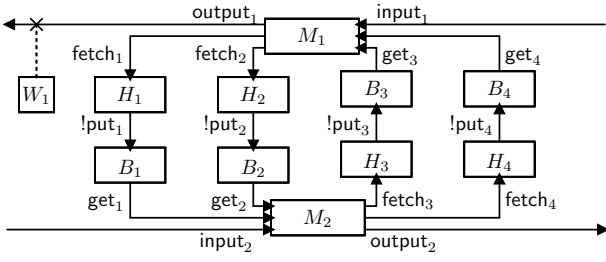 output₁ input₁
M₁
fetch₁ fetch₂ get₃ get₄
W₁ H₁ H₂ B₃ B₄
!put₁ !put₂ !put₃ !put₄
B₁ B₂ H₃ H₄
get₁ get₂ fetch₃ fetch₄
M₂
input₂ output₂